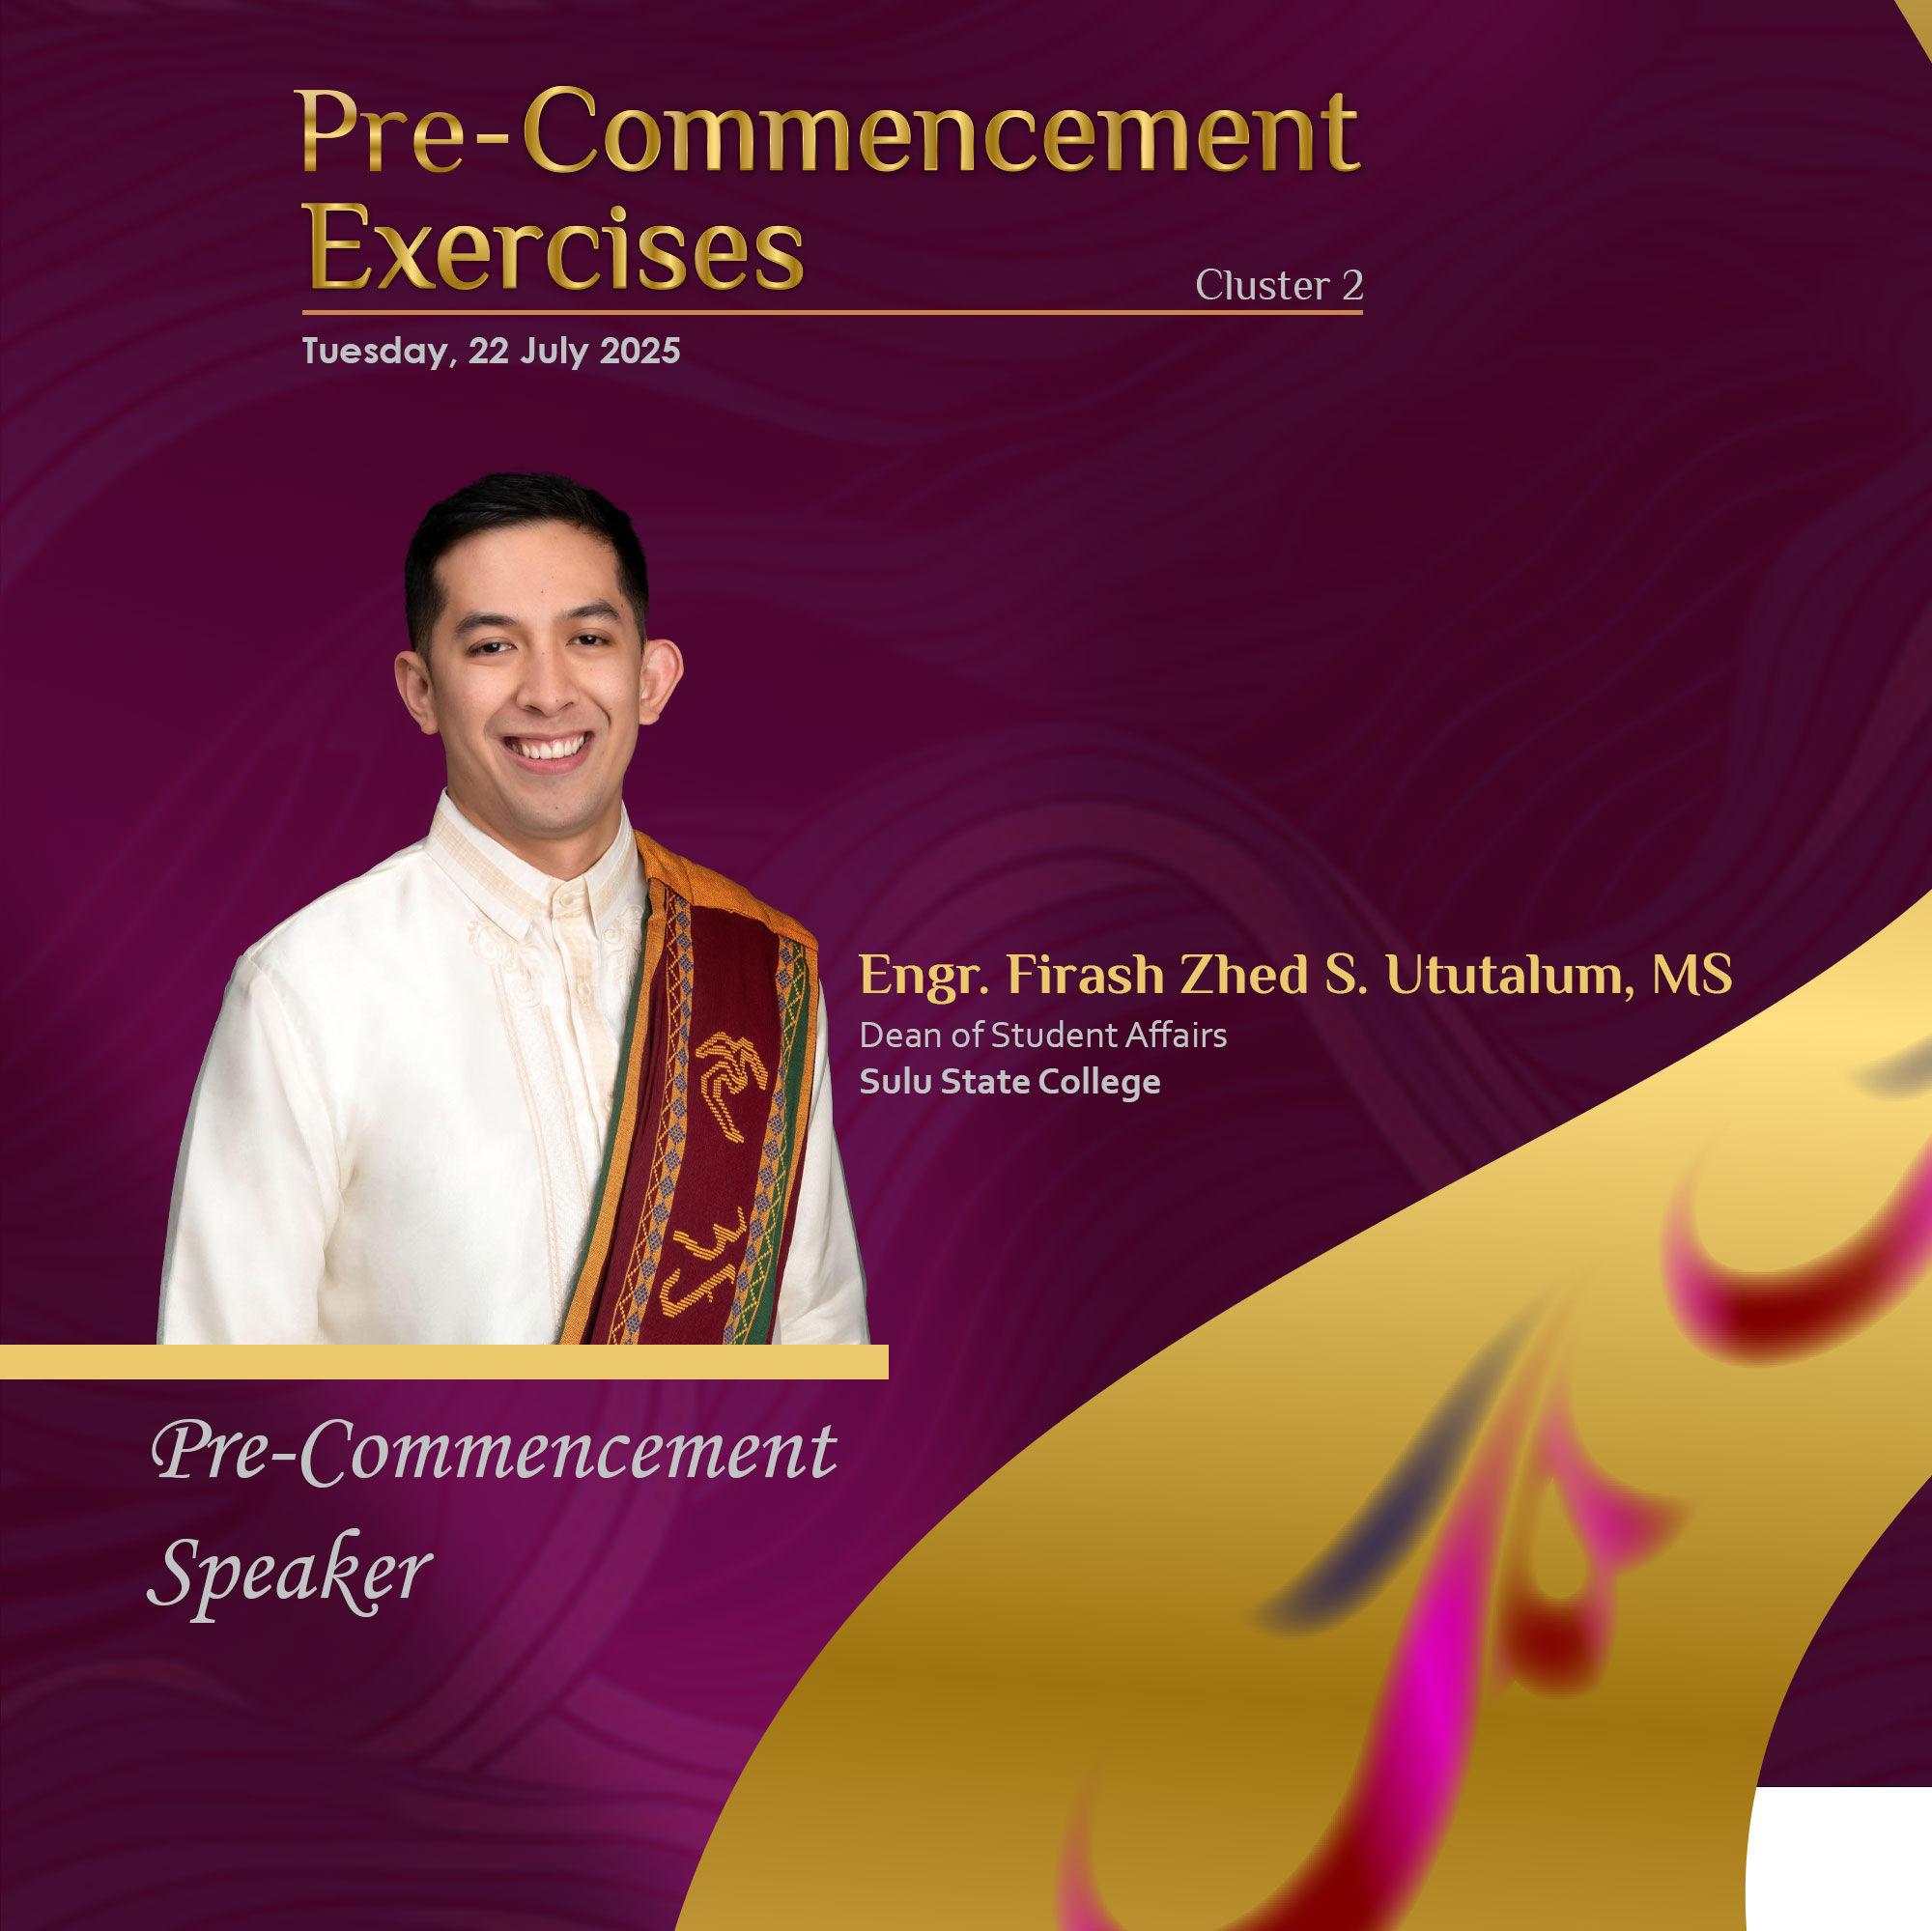 Pre-Commencement
Exercises
Cluster 2
Tuesday, 22 July 2025
Engr. Firash Zhed S. Ututalum, MS
Dean of Student Affairs
Sulu State College
Pre-Commencement
Speaker